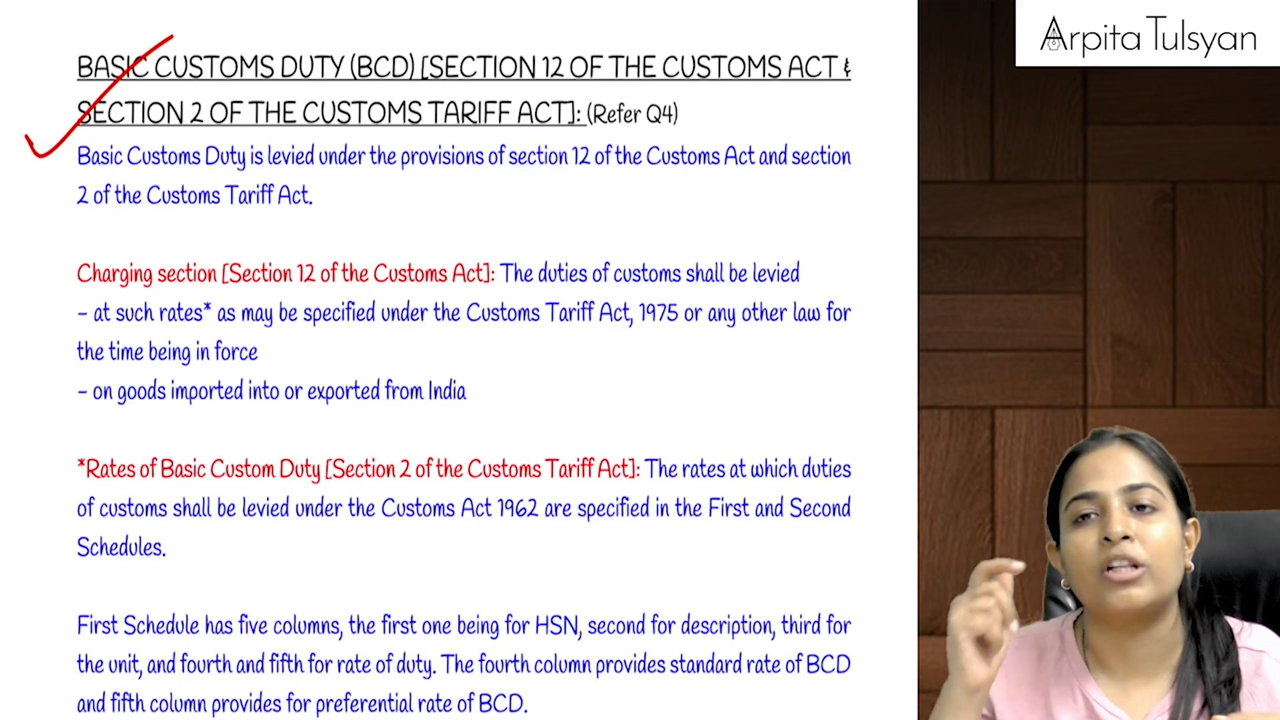 Arpita Tulsyan
BASIC CUSTOMS DUTY (BCD) [SECTION 12 OF THE CUSTOMS ACT &
SECTION 2 OF THE CUSTOMS TARIFF ACT]: (Refer Q4)
Basic Customs Duty is levied under the provisions of section 12 of the Customs Act and section
2 of the Customs Tariff Act.
Charging section [Section 12 of the Customs Act]: The duties of customs shall be levied
- at such rates* as may be specified under the Customs Tariff Act, 1975 or any other law for
the time being in force
- on goods imported into or exported from India
*Rates of Basic Custom Duty [Section 2 of the Customs Tariff Act]: The rates at which duties
of customs shall be levied under the Customs Act 1962 are specified in the First and Second
Schedules.
First Schedule has five columns, the first one being for HSN, second for description, third for
the unit, and fourth and fifth for rate of duty. The fourth column provides standard rate of BCD
and fifth column provides for preferential rate of BCD.